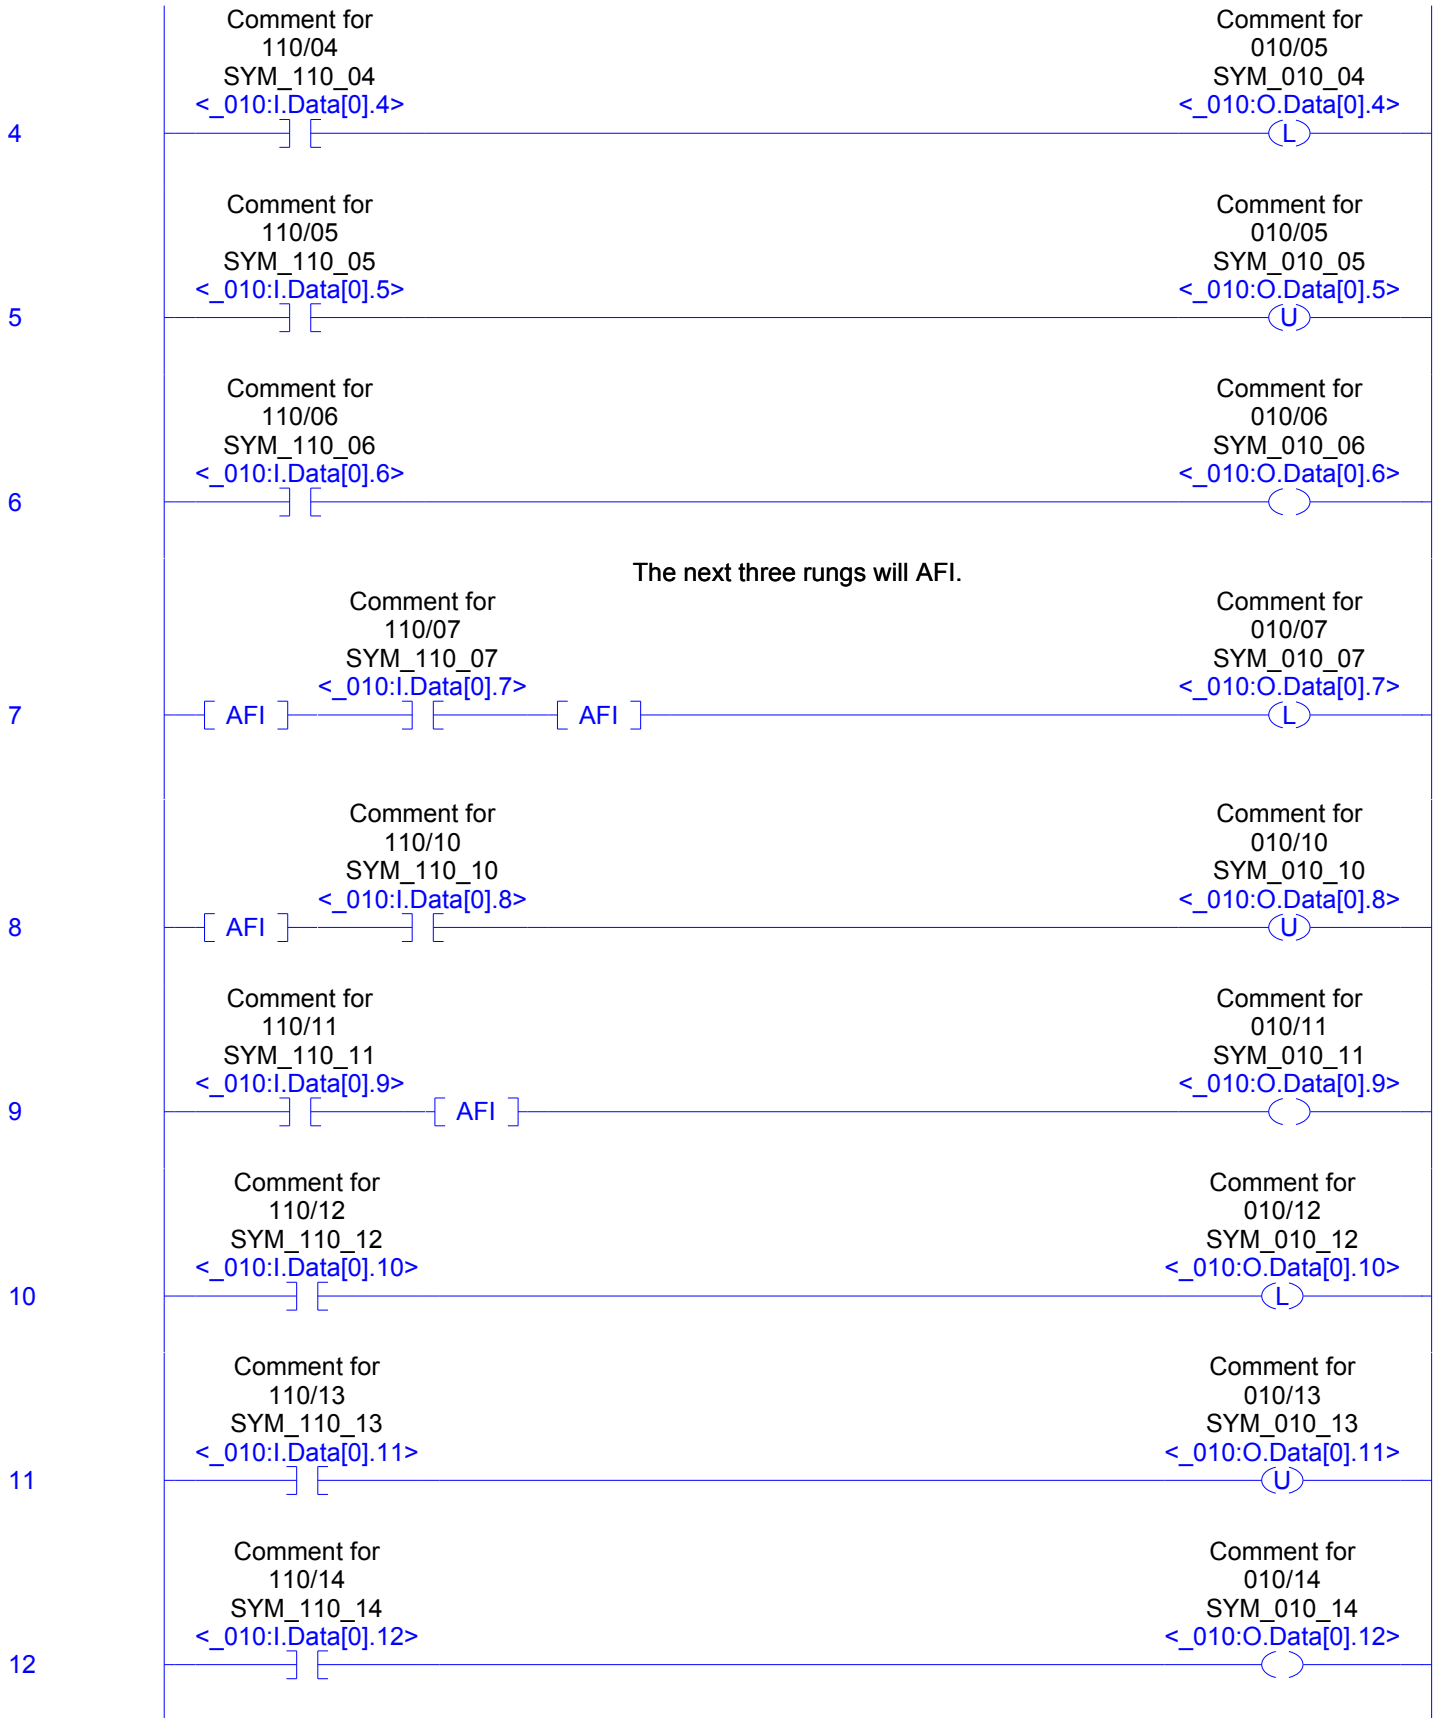 Comment for
110/04
SYM_110_04
<_010:I.Data[0].4>
Comment for
010/05
SYM_010_04
<_010:O.Data[0].4>
4
L
Comment for
110/05
SYM_110_05
<_010:I.Data[0].5>
Comment for
010/05
SYM_010_05
<_010:O.Data[0].5>
5
U
Comment for
110/06
SYM_110_06
<_010:I.Data[0].6>
Comment for
010/06
SYM_010_06
<_010:O.Data[0].6>
6
The next three rungs will AFI.
Comment for
110/07
SYM_110_07
<_010:I.Data[0].7>
Comment for
010/07
SYM_010_07
<_010:O.Data[0].7>
7
AFI
AFI
L
Comment for
110/10
SYM_110_10
<_010:I.Data[0].8>
Comment for
010/10
SYM_010_10
<_010:O.Data[0].8>
8
AFI
U
Comment for
110/11
SYM_110_11
<_010:I.Data[0].9>
Comment for
010/11
SYM_010_11
<_010:O.Data[0].9>
9
AFI
Comment for
110/12
SYM_110_12
<_010:I.Data[0].10>
Comment for
010/12
SYM_010_12
<_010:O.Data[0].10>
10
L
Comment for
110/13
SYM_110_13
<_010:I.Data[0].11>
Comment for
010/13
SYM_010_13
<_010:O.Data[0].11>
11
U
Comment for
110/14
SYM_110_14
<_010:I.Data[0].12>
Comment for
010/14
SYM_010_14
<_010:O.Data[0].12>
12